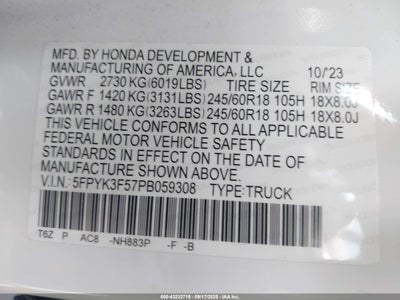 MFD. BY HONDA DEVELOPMENT &
MANUFACTURING OF AMERICA, LLC 10/'23
GVWR 2730 KG (6019LBS) TIRE SIZE RIM SIZE
GAWR F 1420 KG (3131LBS) 245/60R18 105H 18X8.0J
GAWR R 1480 KG (3263LBS) 245/60R18 105H 18X8.0J
THIS VEHICLE CONFORMS TO ALL APPLICABLE
FEDERAL MOTOR VEHICLE SAFETY
STANDARDS IN EFFECT ON THE DATE OF
MANUFACTURE SHOWN ABOVE.
V.I.N.: 5FPYK3F57PB059308 TYPE:TRUCK
T6Z P AC8 -NH883P -F -B
600-43222719 - 09/17/2025 - IAA, Inc.